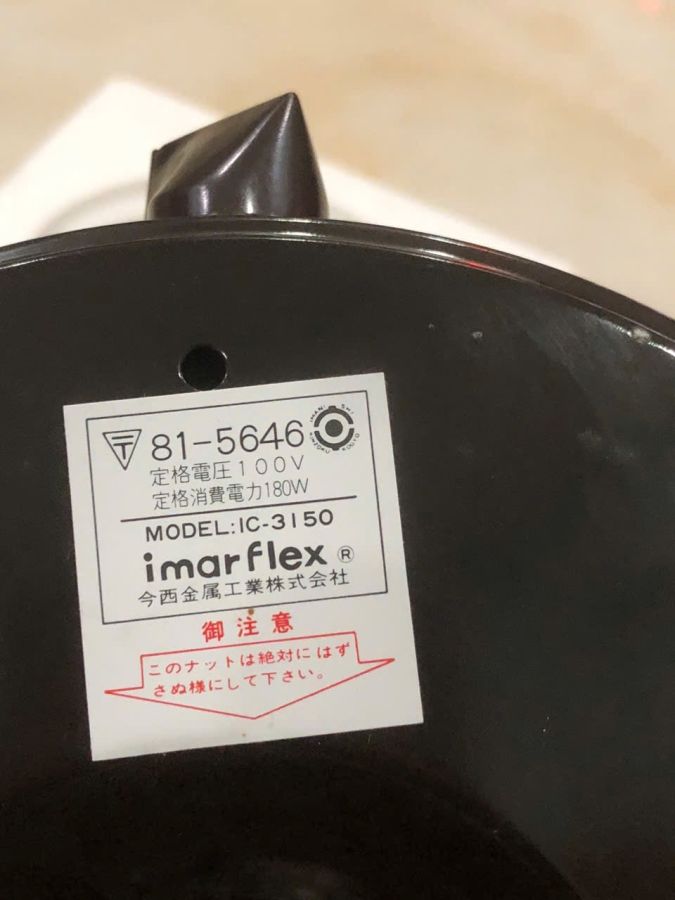 〒 81-5646
IMANISHI KINZOKU KOGYO
定格電圧100V
定格消費電力180W
MODEL:IC-3150
imarflex ®
今西金属工業株式会社
御注意
このナットは絶対にはず
さぬ様にして下さい。